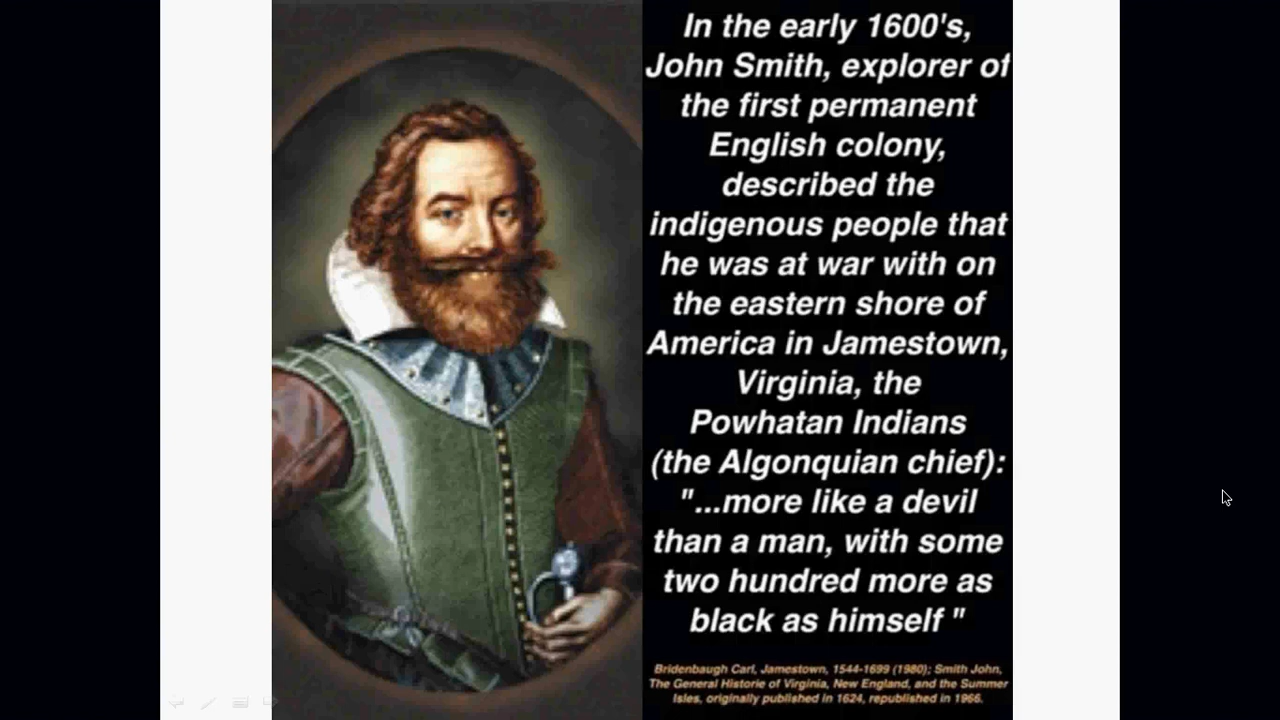 In the early 1600's,
John Smith, explorer of
the first permanent
English colony,
described the
indigenous people that
he was at war with on
the eastern shore of
America in Jamestown,
Virginia, the
Powhatan Indians
(the Algonquian chief):
"...more like a devil
than a man, with some
two hundred more as
black as himself "
Bridenbaugh Carl, Jamestown, 1544-1699 (1980); Smith John,
The General Historie of Virginia, New England, and the Summer
Isles, originally published in 1624, republished in 1966.